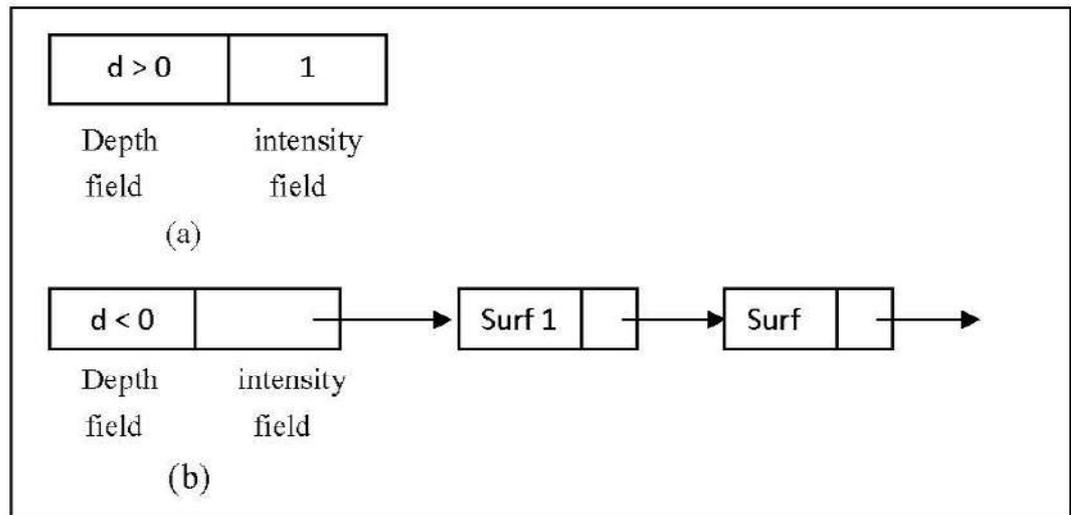 d > 0 1
Depth intensity
field field
(a)
d < 0 Surf 1 Surf
Depth intensity
field field
(b)